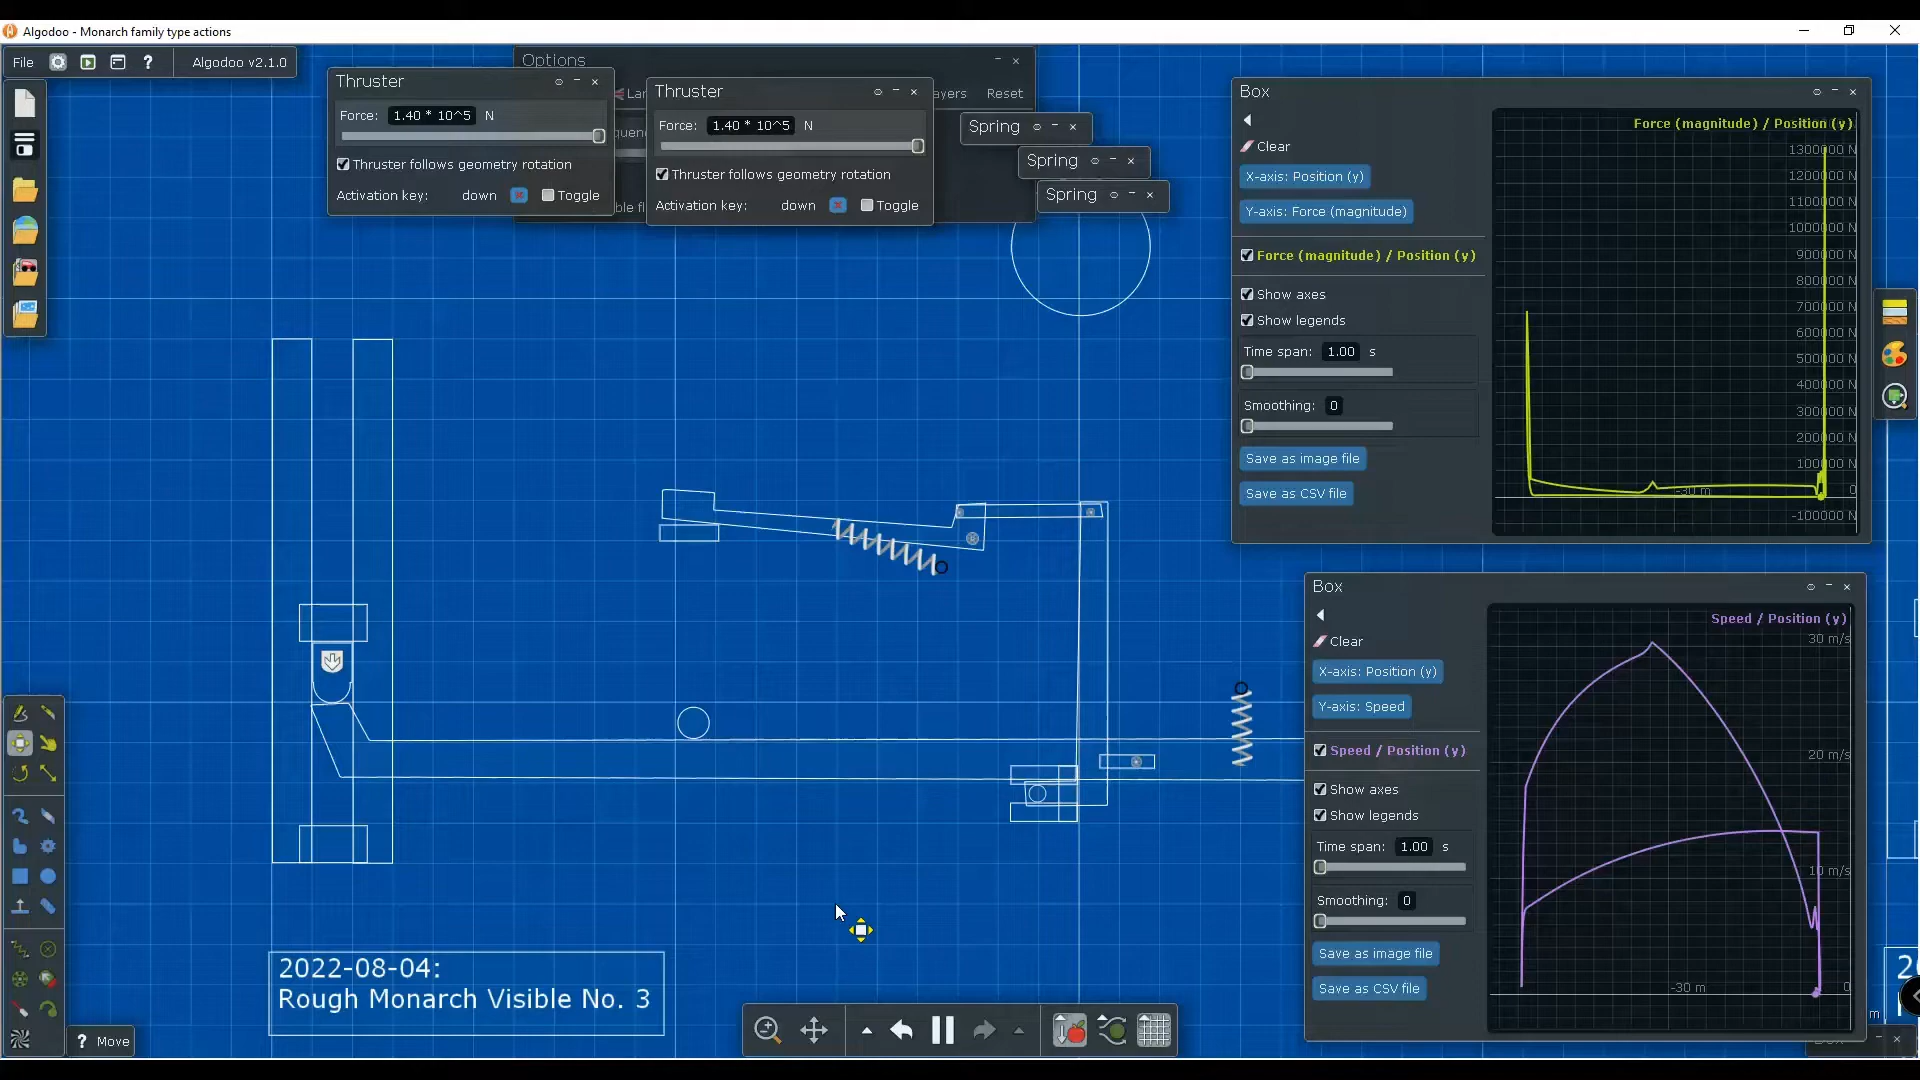 Algodoo - Monarch family type actions
File
?
Algodoo v2.1.0
Options
Reset
Thruster
Force: 1.40 * 10^5 N
Thruster follows geometry rotation
Activation key: down Toggle
Thruster
Force: 1.40 * 10^5 N
Thruster follows geometry rotation
Activation key: down Toggle
Spring
Spring
Spring
Box
Clear
X-axis: Position (y)
Y-axis: Force (magnitude)
Force (magnitude) / Position (y)
Show axes
Show legends
Time span: 1.00 s
Smoothing: 0
Save as image file
Save as CSV file
Force (magnitude) / Position (y)
1300000 N
1200000 N
1100000 N
1000000 N
900000 N
800000 N
700000 N
600000 N
500000 N
400000 N
300000 N
200000 N
100000 N
0
-30 m
-100000 N
Box
Clear
X-axis: Position (y)
Y-axis: Speed
Speed / Position (y)
Show axes
Show legends
Time span: 1.00 s
Smoothing: 0
Save as image file
Save as CSV file
Speed / Position (y)
30 m/s
20 m/s
10 m/s
-30 m
0
2022-08-04:
Rough Monarch Visible No. 3
? Move